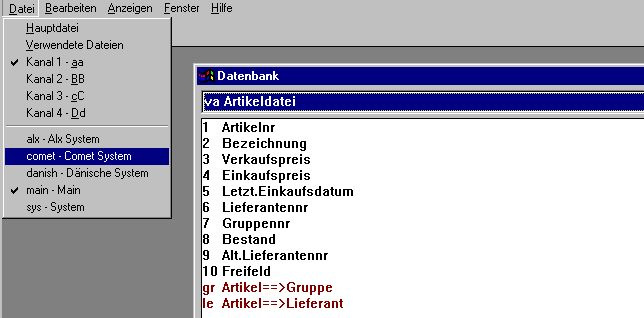 Datei Bearbeiten Anzeigen Fenster Hilfe
Hauptdatei
Verwendete Dateien
Kanal 1 - aa
Kanal 2 - BB
Kanal 3 - cC
Kanal 4 - Dd
alx - Alx System
comet - Comet System
danish - Dänische System
main - Main
sys - System
Datenbank
va Artikeldatei
1 Artikelnr
2 Bezeichnung
3 Verkaufspreis
4 Einkaufspreis
5 Letzt.Einkaufsdatum
6 Lieferantennr
7 Gruppennr
8 Bestand
9 Alt.Lieferantennr
10 Freifeld
gr Artikel==>Gruppe
le Artikel==>Lieferant